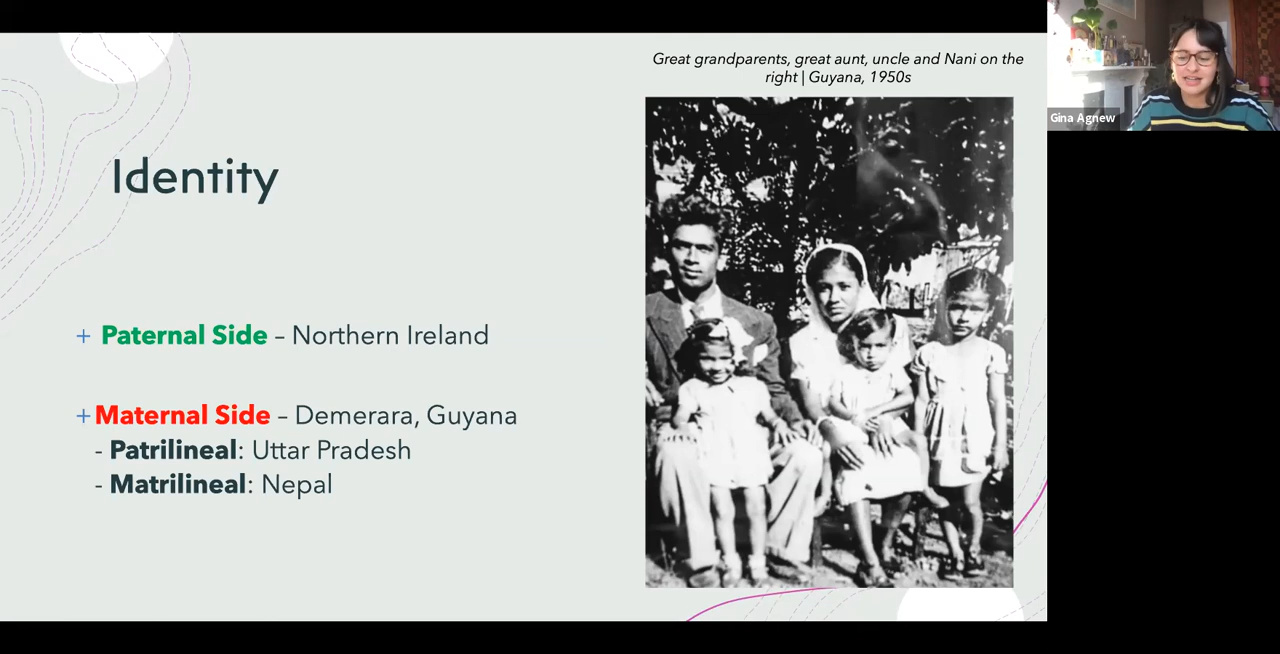 Great grandparents, great aunt, uncle and Nani on the
right | Guyana, 1950s
Gina Agnew
Identity
+ Paternal Side – Northern Ireland
+ Maternal Side – Demerara, Guyana
- Patrilineal: Uttar Pradesh
- Matrilineal: Nepal